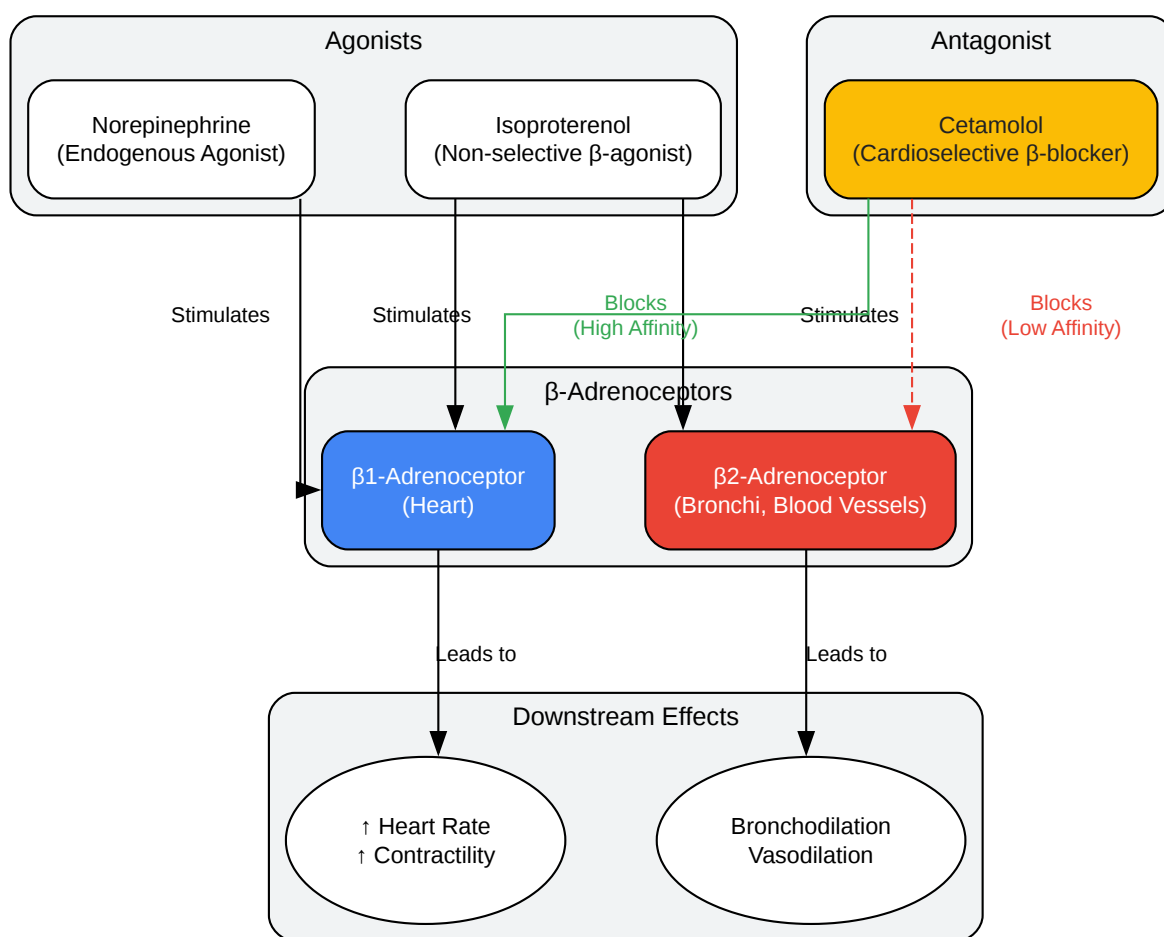 Agonists
Antagonist
Norepinephrine
(Endogenous Agonist)
Isoproterenol
(Non-selective β-agonist)
Cetamolol
(Cardioselective β-blocker)
Stimulates
Stimulates
Blocks
(High Affinity)
Stimulates
Blocks
(Low Affinity)
β-Adrenoceptors
β1-Adrenoceptor
(Heart)
β2-Adrenoceptor
(Bronchi, Blood Vessels)
Leads to
Leads to
Downstream Effects
↑ Heart Rate
↑ Contractility
Bronchodilation
Vasodilation